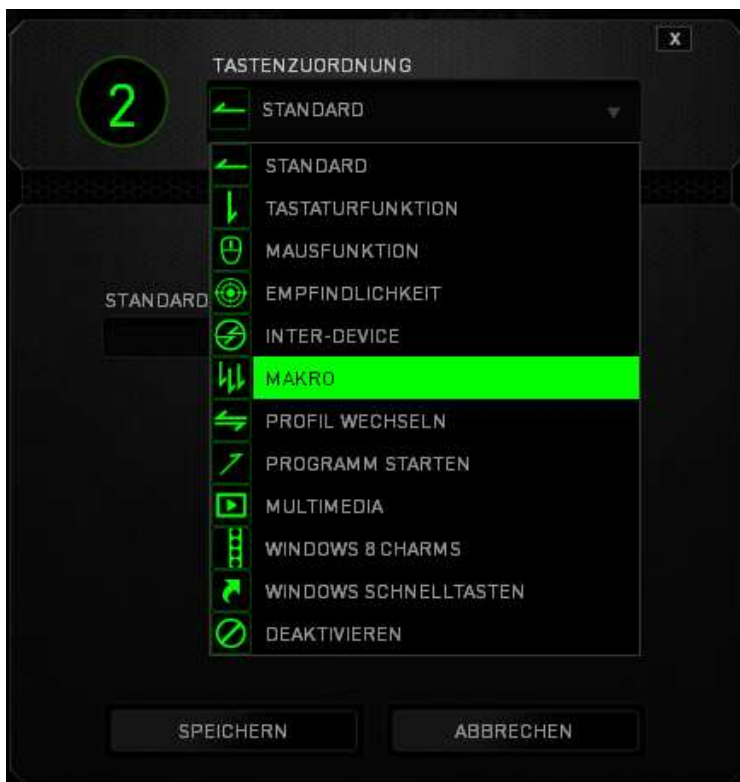 X
TASTENZUORDNUNG
2
STANDARD
STANDARD
TASTATURFUNKTION
MAUSFUNKTION
EMPFINDLICHKEIT
STANDARD
INTER-DEVICE
MAKRO
PROFIL WECHSELN
PROGRAMM STARTEN
MULTIMEDIA
WINDOWS 8 CHARMS
WINDOWS SCHNELLTASTEN
DEAKTIVIEREN
SPEICHERN
ABBRECHEN